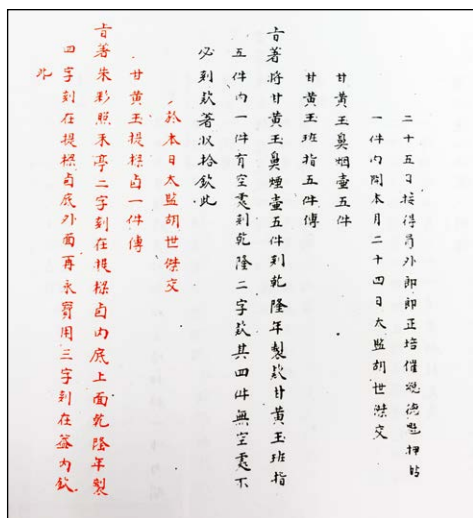 二十五日接得員外郎郎正培催總德魁押帖
一件內開本月二十四日太監胡世傑交
甘黃玉鼻烟壺五件
甘黃玉班指五件傳
旨著將甘黃玉鼻煙壺五件刻乾隆年製款甘黃玉班指
五件內一件有空處刻乾隆二字款其四件無空處不
必刻款著收拾欽此
於本日太監胡世傑交
甘黃玉提樑卣一件傳
旨著朱彩照亭二字刻在提樑卣內底上面乾隆年製
四字刻在提樑卣底外面再永寶用三字刻在蓋內欽
此